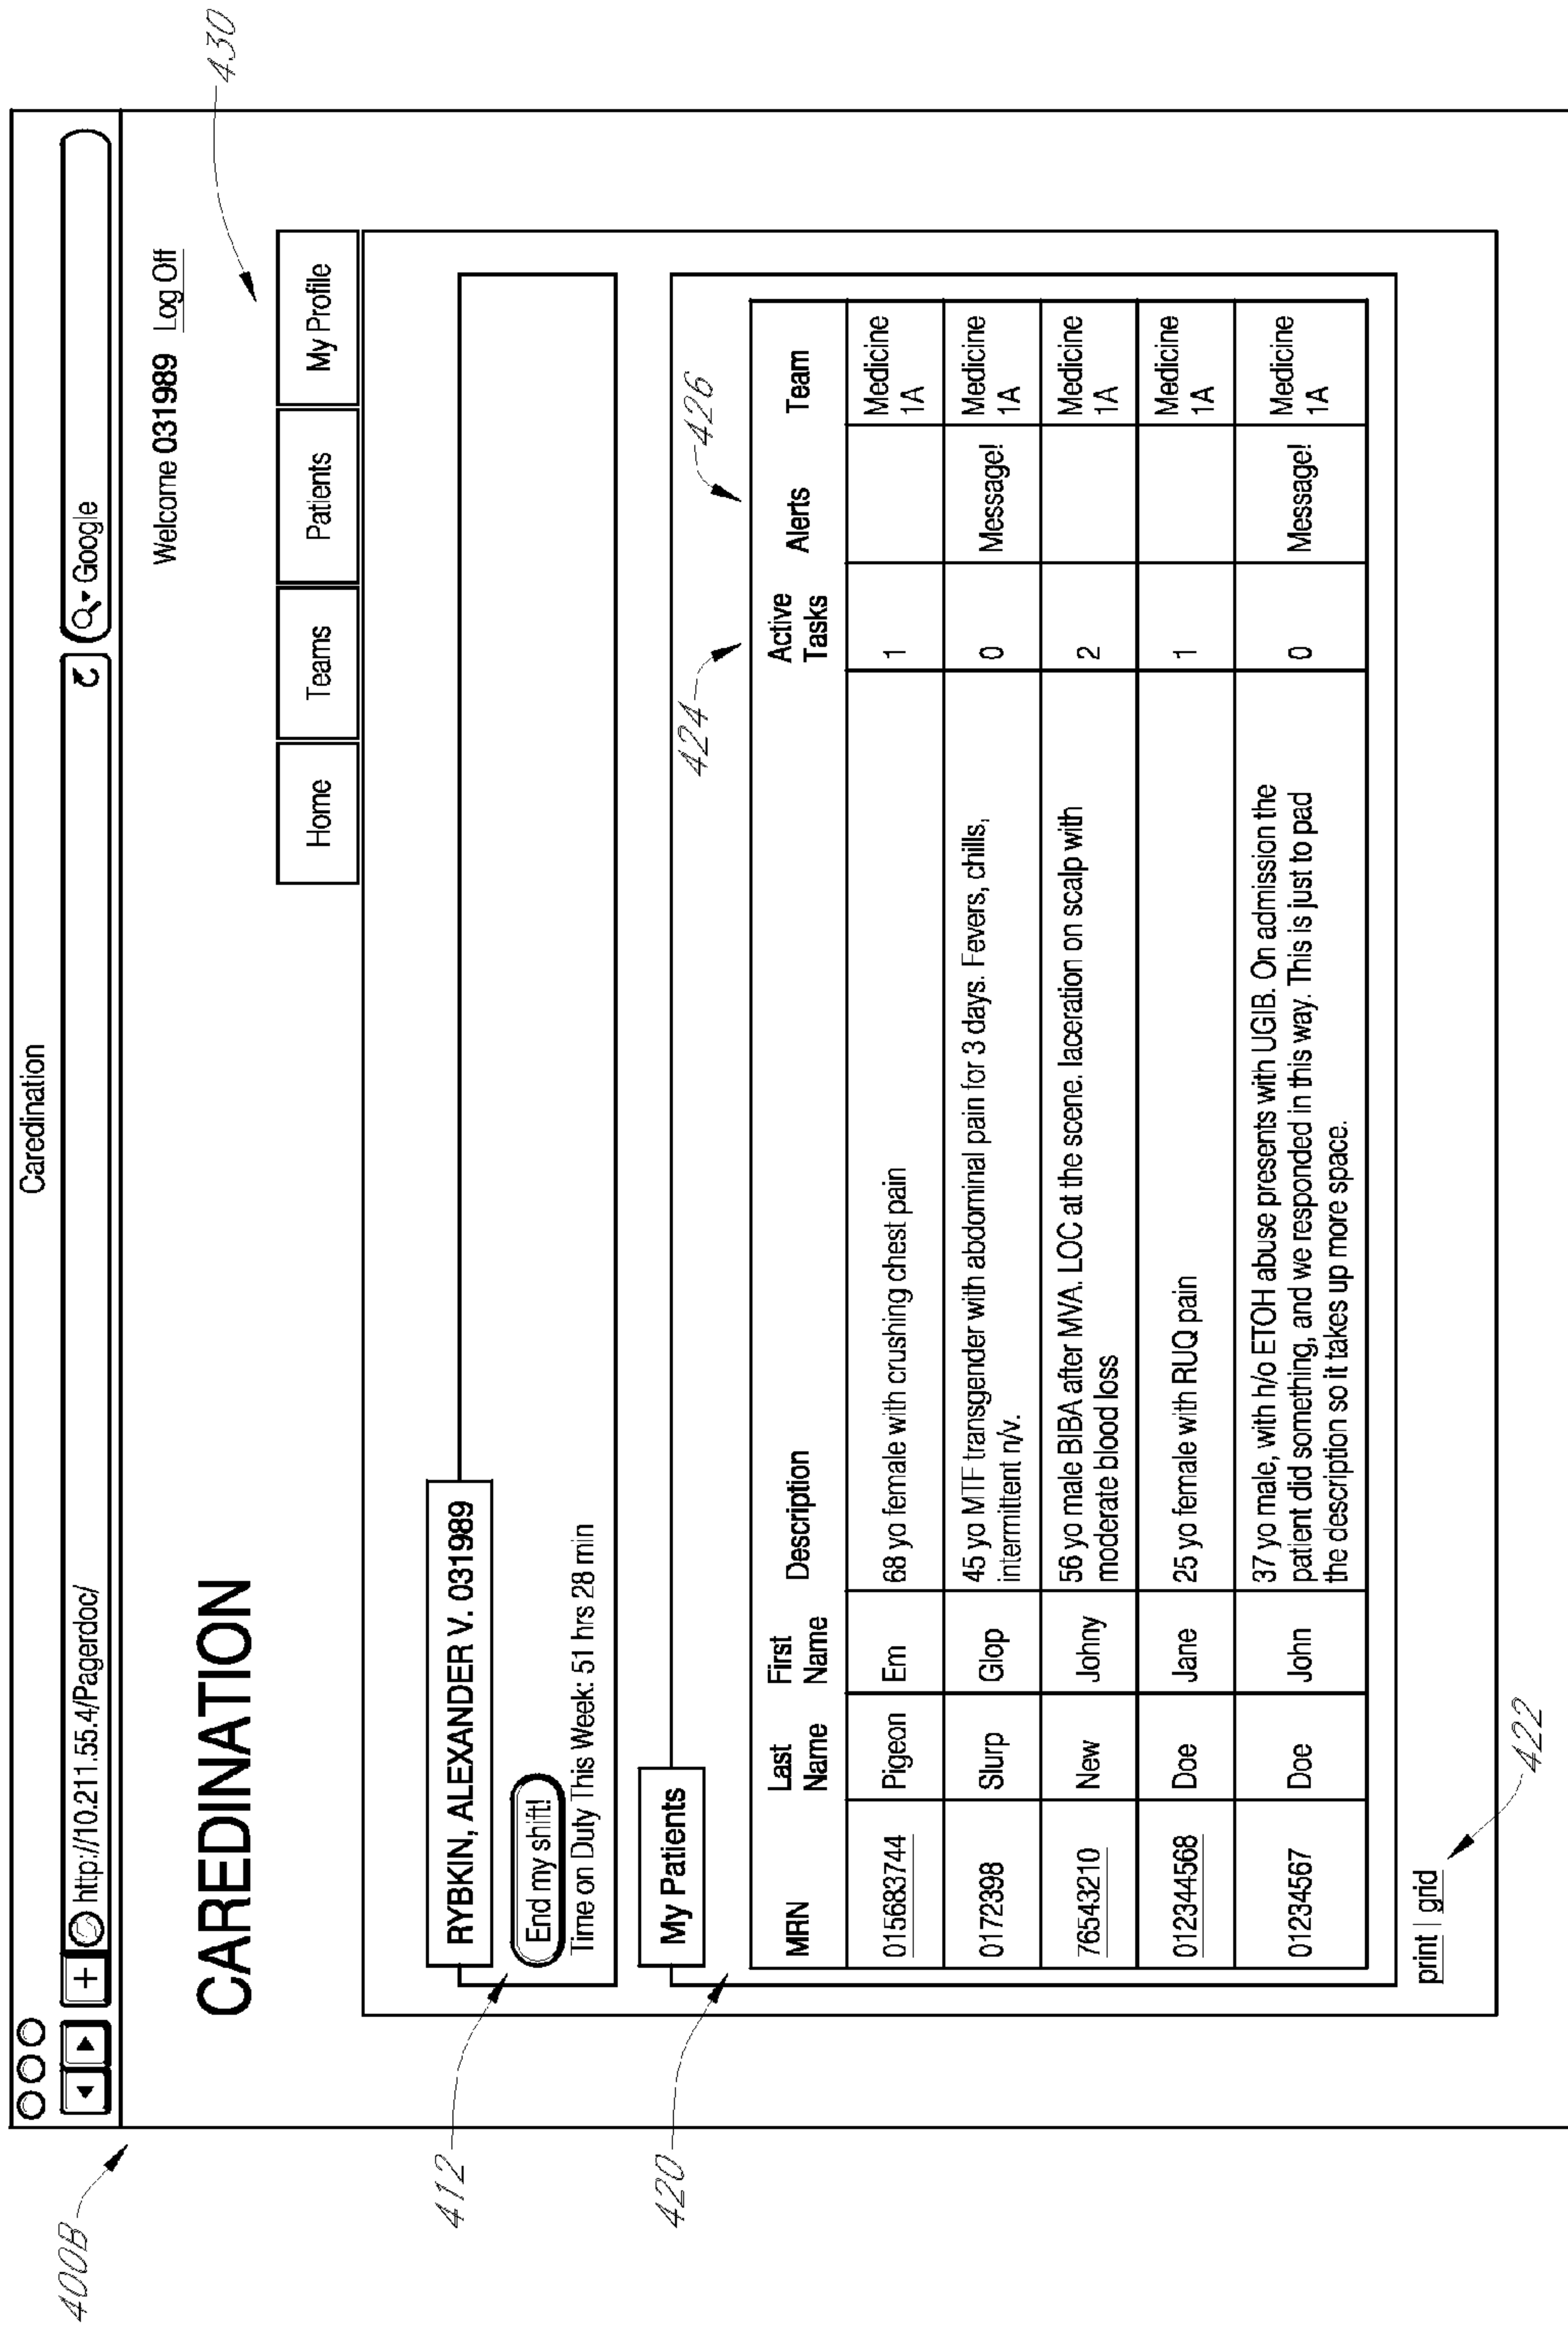 400B
Caredination
+ http://10.211.55.4/Pagerdoc/
Google
430
Welcome 031989 Log Off
CAREDINATION
Home Teams Patients My Profile
412
RYBKIN, ALEXANDER V. 031989
End my shift!
Time on Duty This Week: 51 hrs 28 min
420
My Patients
424
426
MRN Last Name First Name Description Active Tasks Alerts Team
015683744 Pigeon Em 68 yo female with crushing chest pain 1 Medicine 1A
0172398 Slurp Glop 45 yo MTF transgender with abdominal pain for 3 days. Fevers, chills, 0 Message! Medicine 1A
intermittent n/v.
76543210 New Johny 56 yo male BIBA after MVA. LOC at the scene. laceration on scalp with 2 Medicine 1A
moderate blood loss
012344568 Doe Jane 25 yo female with RUQ pain 1 Medicine 1A
01234567 Doe John 37 yo male, with h/o ETOH abuse presents with UGIB. On admission the 0 Message! Medicine 1A
patient did something, and we responded in this way. This is just to pad
the description so it takes up more space.
print | grid
422